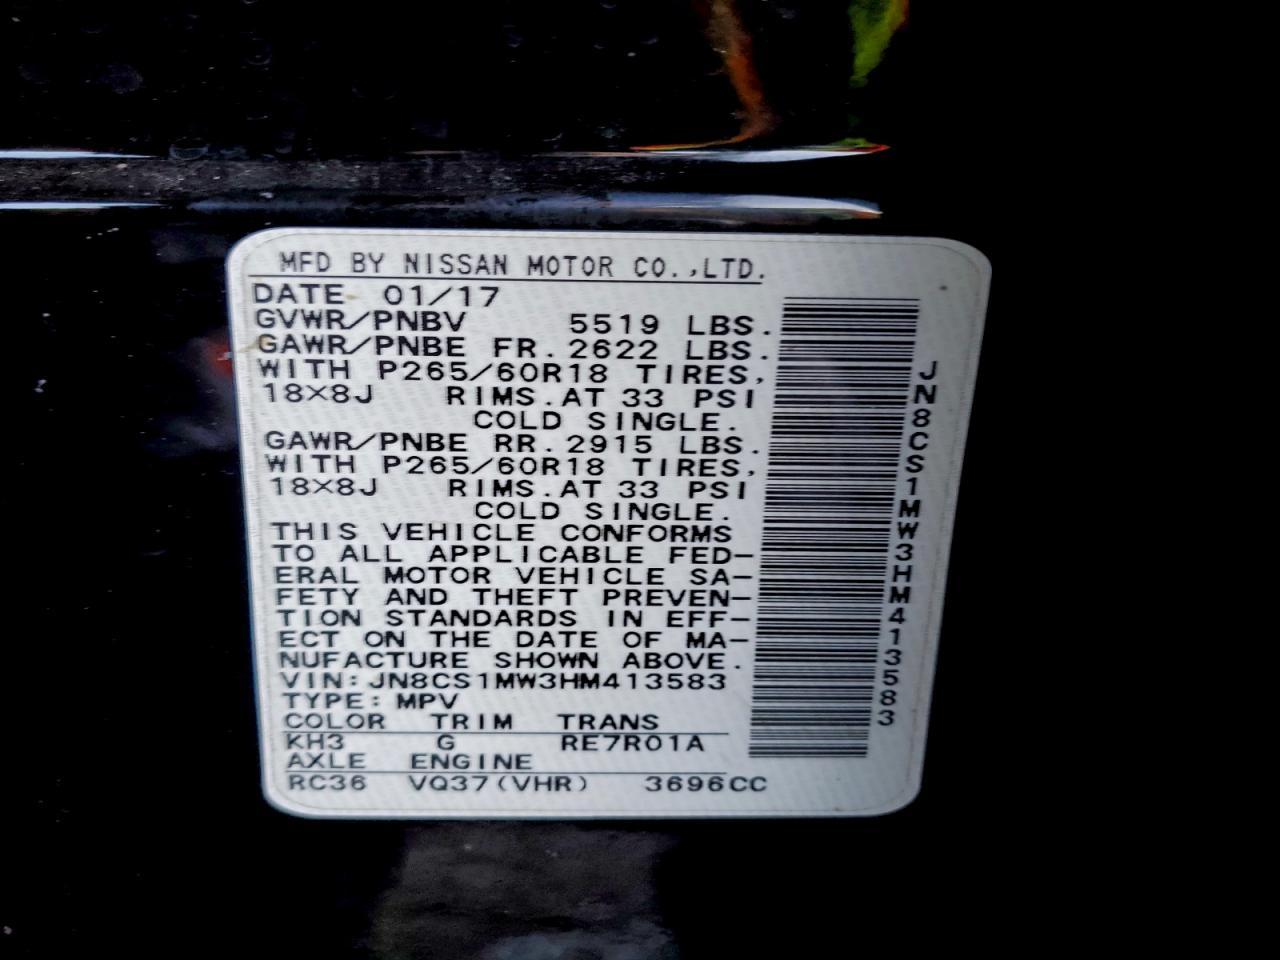 MFD BY NISSAN MOTOR CO.,LTD.
DATE 01/17
GVWR/PNBV 5519 LBS.
GAWR/PNBE FR. 2622 LBS.
WITH P265/60R18 TIRES,
18X8J RIMS. AT 33 PSI
COLD SINGLE.
GAWR/PNBE RR. 2915 LBS.
WITH P265/60R18 TIRES,
18X8J RIMS. AT 33 PSI
COLD SINGLE.
THIS VEHICLE CONFORMS
TO ALL APPLICABLE FED-
ERAL MOTOR VEHICLE SA-
FETY AND THEFT PREVEN-
TION STANDARDS IN EFF-
ECT ON THE DATE OF MA-
NUFACTURE SHOWN ABOVE.
VIN: JN8CS1MW3HM413583
TYPE: MPV
COLOR TRIM TRANS
KH3 G RE7R01A
AXLE ENGINE
RC36 VQ37(VHR) 3696CC
JN8CS1MW3HM413583